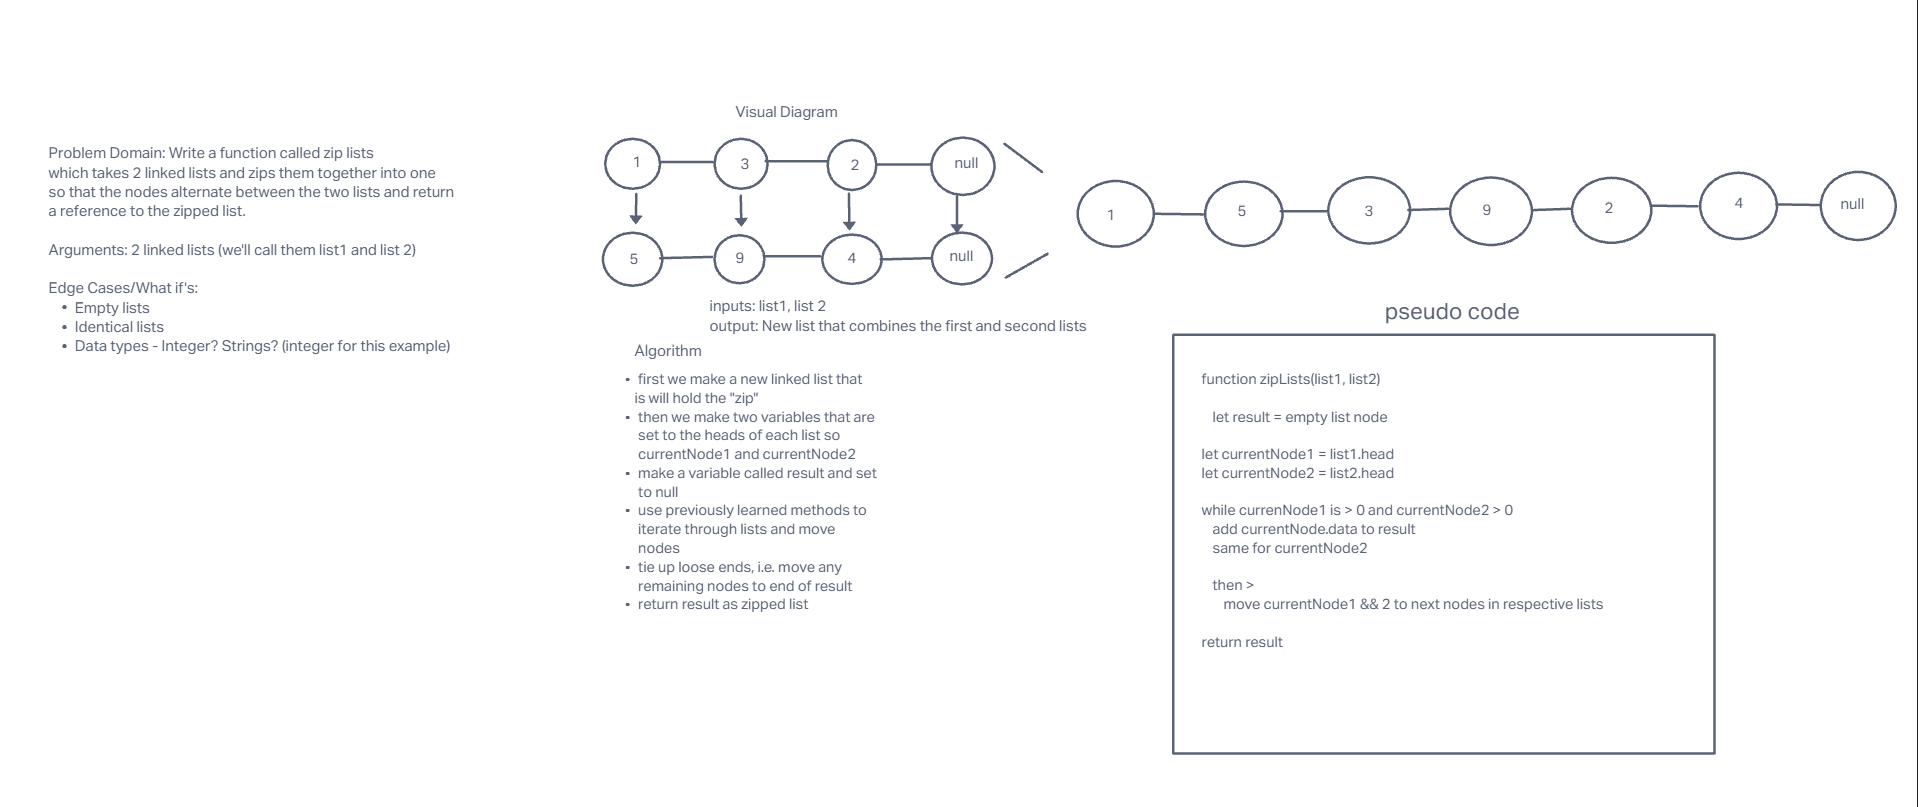 Problem Domain: Write a function called zip lists
which takes 2 linked lists and zips them together into one
so that the nodes alternate between the two lists and return
a reference to the zipped list.
Arguments: 2 linked lists (we'll call them list1 and list 2)
Edge Cases/What if's:
• Empty lists
• Identical lists
• Data types - Integer? Strings? (integer for this example)
Visual Diagram
1 3 2 null
5 9 4 null
1 5 3 9 2 4 null
inputs: list1, list 2
output: New list that combines the first and second lists
Algorithm
• first we make a new linked list that
is will hold the "zip"
• then we make two variables that are
set to the heads of each list so
currentNode1 and currentNode2
• make a variable called result and set
to null
• use previously learned methods to
iterate through lists and move
nodes
• tie up loose ends, i.e. move any
remaining nodes to end of result
• return result as zipped list
pseudo code
function zipLists(list1, list2)
let result = empty list node
let currentNode1 = list1.head
let currentNode2 = list2.head
while currenNode1 is > 0 and currentNode2 > 0
add currentNode.data to result
same for currentNode2
then >
move currentNode1 && 2 to next nodes in respective lists
return result